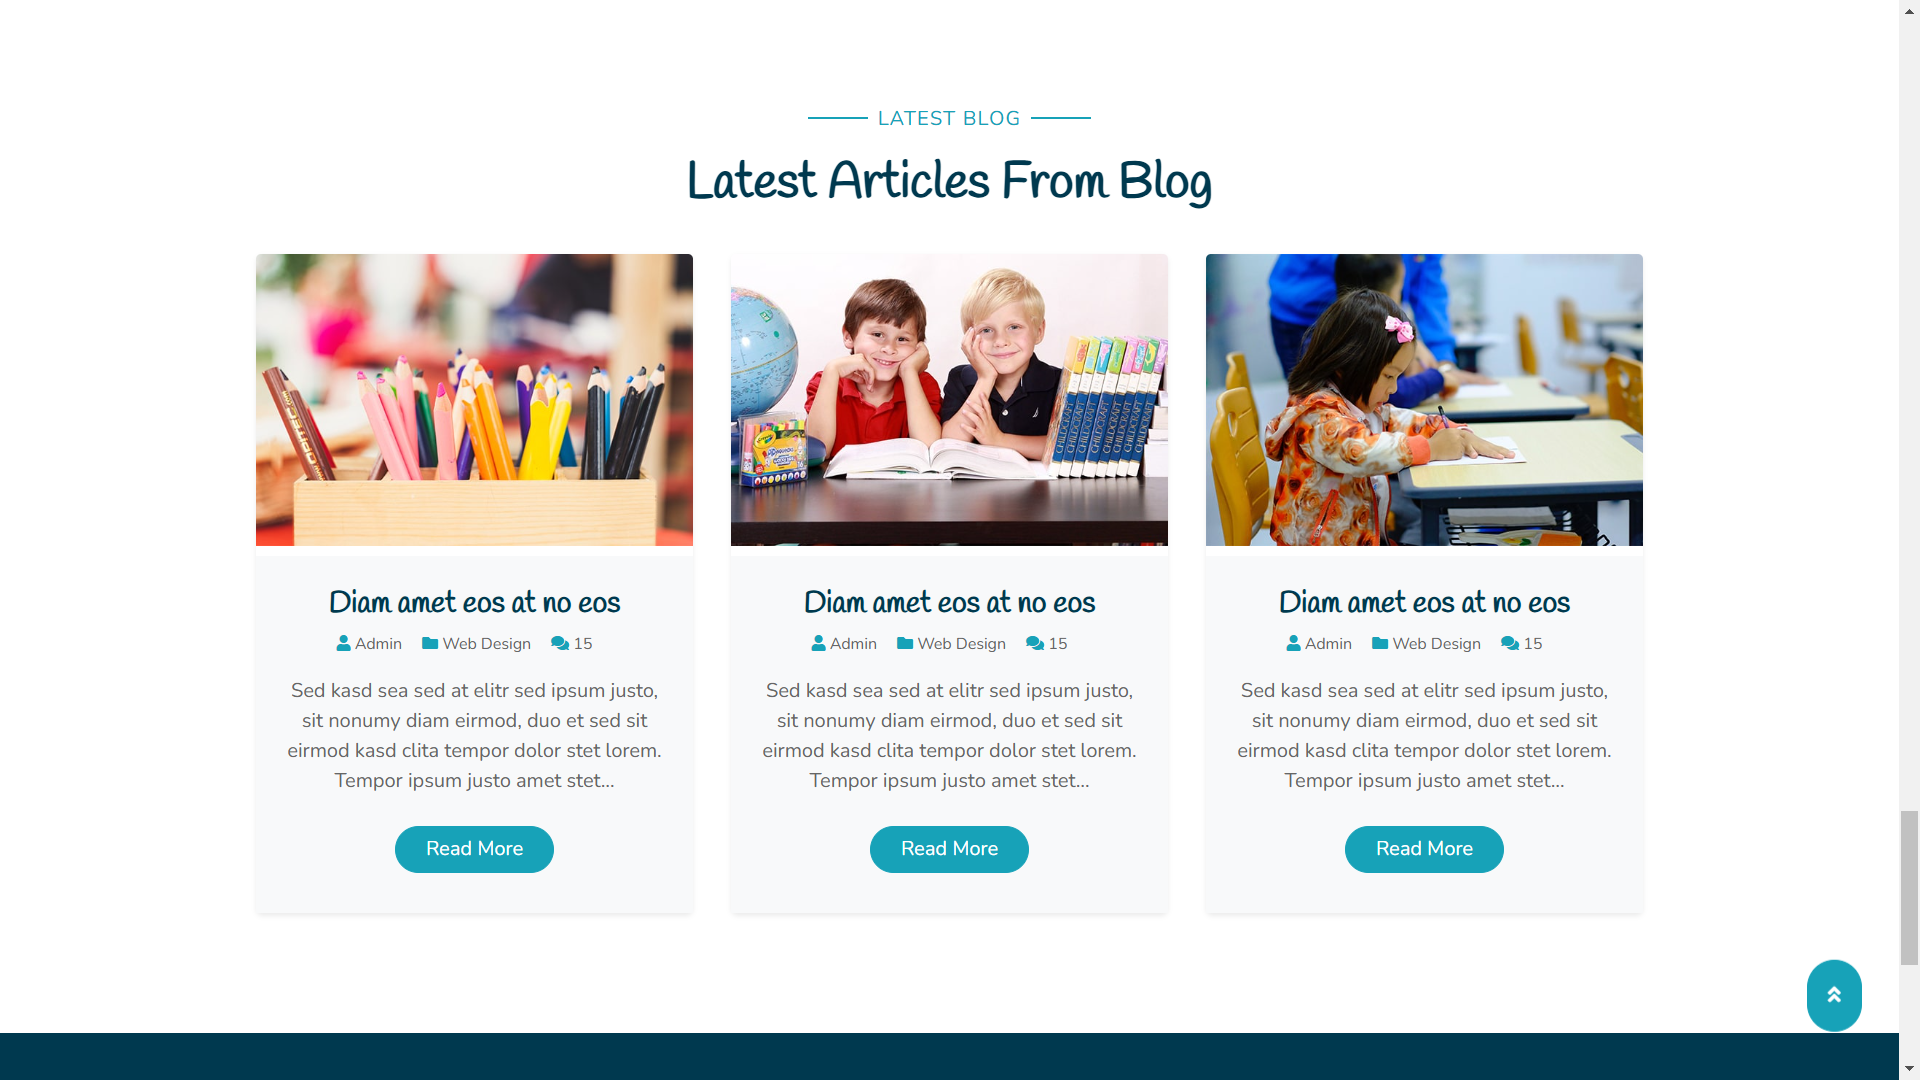 LATEST BLOG
Latest Articles From Blog
CHILDCRAFT CHILDCRAFT CHILDCRAFT CHILDCRAFT CHILDCRAFT CHILDCRAFT
Diam amet eos at no eos
Admin Web Design 15
Sed kasd sea sed at elitr sed ipsum justo,
sit nonumy diam eirmod, duo et sed sit
eirmod kasd clita tempor dolor stet lorem.
Tempor ipsum justo amet stet...
Read More
Diam amet eos at no eos
Admin Web Design 15
Sed kasd sea sed at elitr sed ipsum justo,
sit nonumy diam eirmod, duo et sed sit
eirmod kasd clita tempor dolor stet lorem.
Tempor ipsum justo amet stet...
Read More
Diam amet eos at no eos
Admin Web Design 15
Sed kasd sea sed at elitr sed ipsum justo,
sit nonumy diam eirmod, duo et sed sit
eirmod kasd clita tempor dolor stet lorem.
Tempor ipsum justo amet stet...
Read More